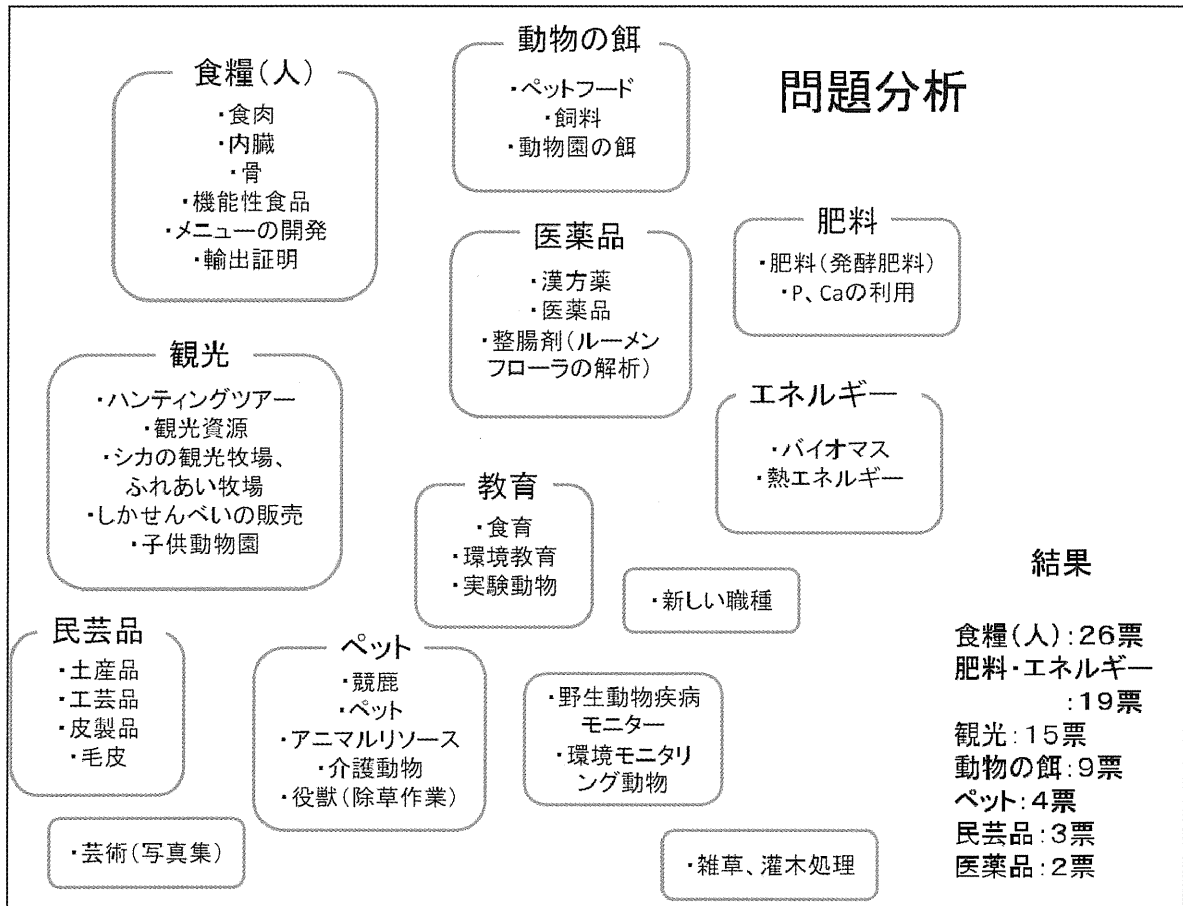 問題分析
食糧(人)
・食肉
・内臓
・骨
・機能性食品
・メニューの開発
・輸出証明
動物の餌
・ペットフード
・飼料
・動物園の餌
医薬品
・漢方薬
・医薬品
・整腸剤(ルーメン
フローラの解析)
肥料
・肥料(発酵肥料)
・P、Caの利用
観光
・ハンティングツアー
・観光資源
・シカの観光牧場、
ふれあい牧場
・しかせんべいの販売
・子供動物園
教育
・食育
・環境教育
・実験動物
エネルギー
・バイオマス
・熱エネルギー
・新しい職種
民芸品
・土産品
・工芸品
・皮製品
・毛皮
ペット
・競鹿
・ペット
・アニマルリソース
・介護動物
・役獣(除草作業)
・野生動物疾病
モニター
・環境モニタリ
ング動物
・芸術(写真集)
・雑草、灌木処理
結果
食糧(人):26票
肥料・エネルギー
:19票
観光:15票
動物の餌:9票
ペット:4票
民芸品:3票
医薬品:2票